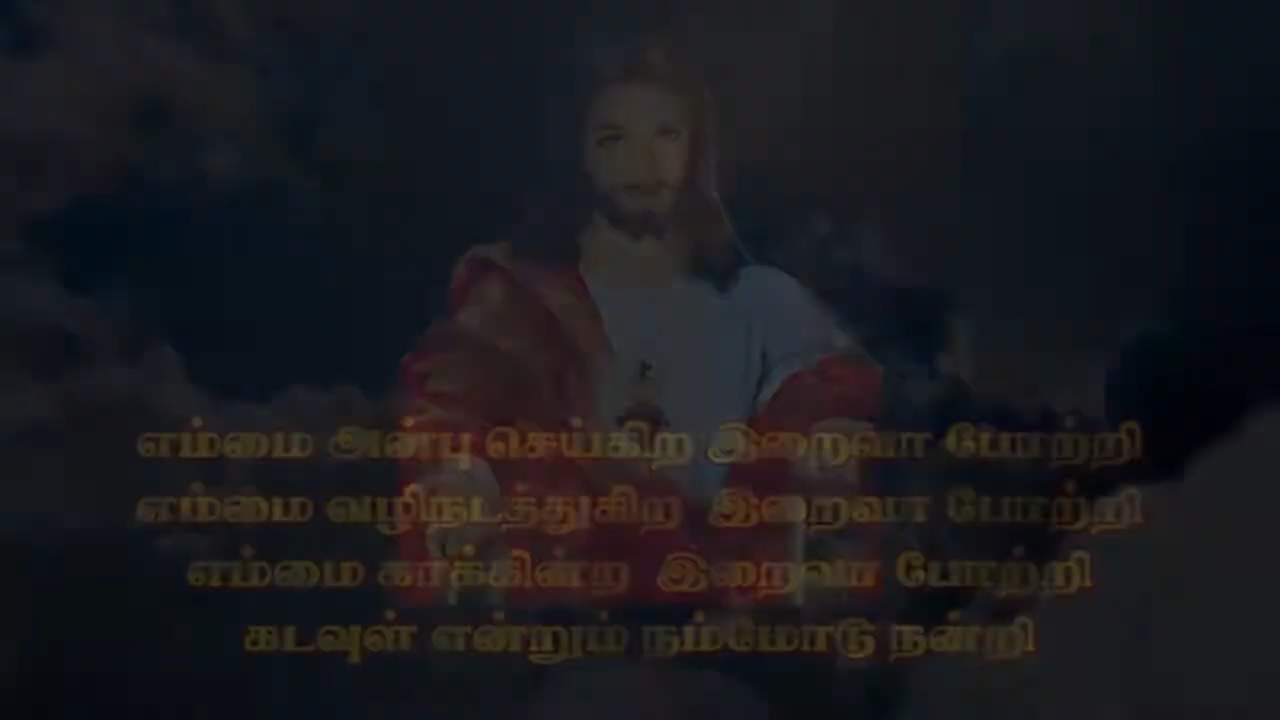 எம்மை அன்பு செய்கிற இறைவா போற்றி
எம்மை வழிநடத்துகிற இறைவா போற்றி
எம்மை காக்கின்ற இறைவா போற்றி
கடவுள் என்றும் நம்மோடு நன்றி